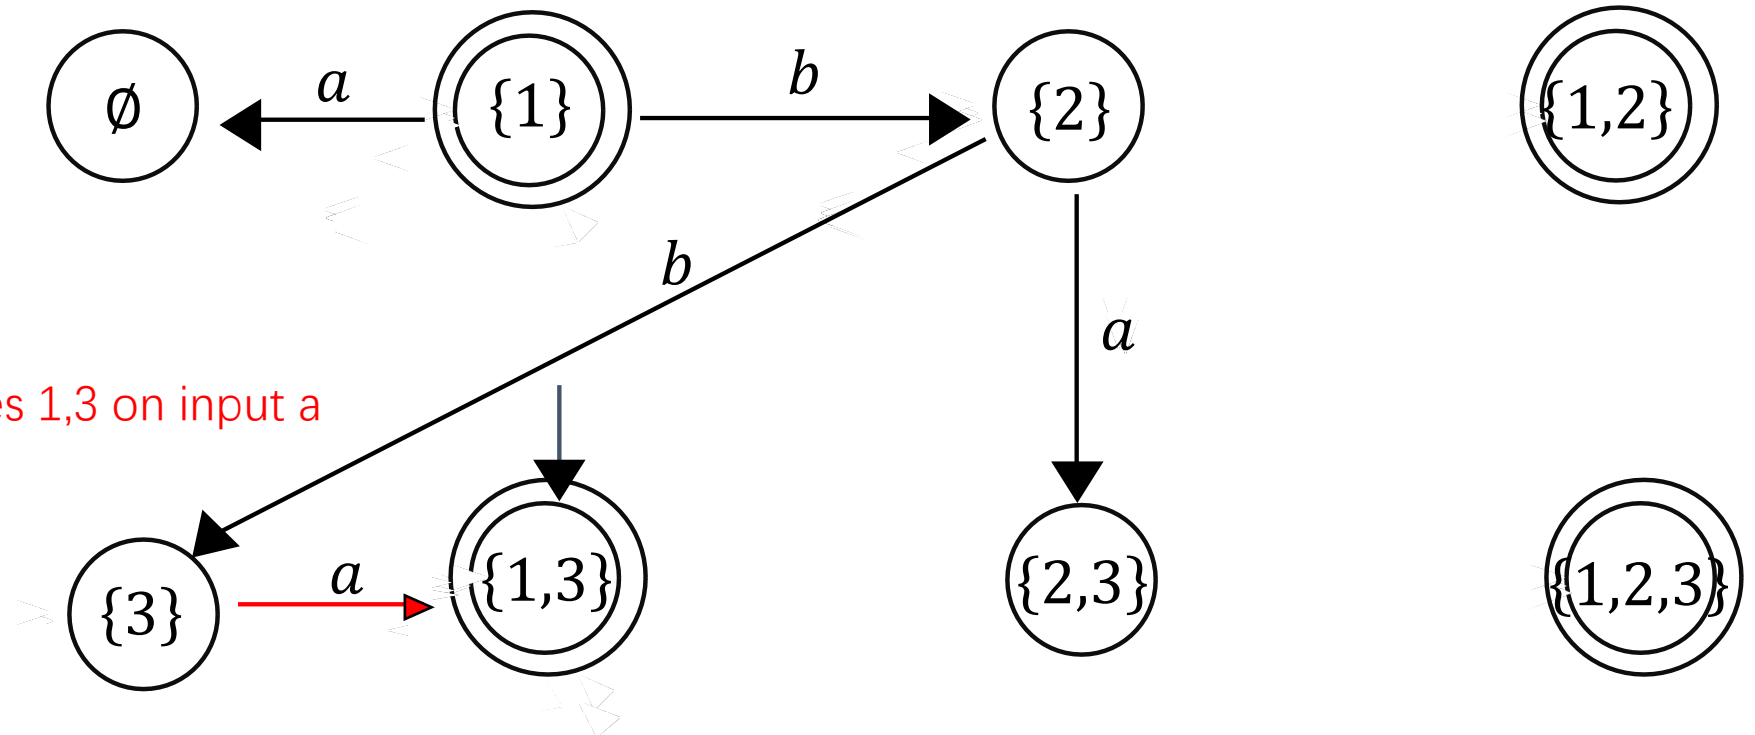 ∅
a
{1}
b
{2}
{1,2}
b
a
es 1,3 on input a
{3}
a
{1,3}
{2,3}
{1,2,3}